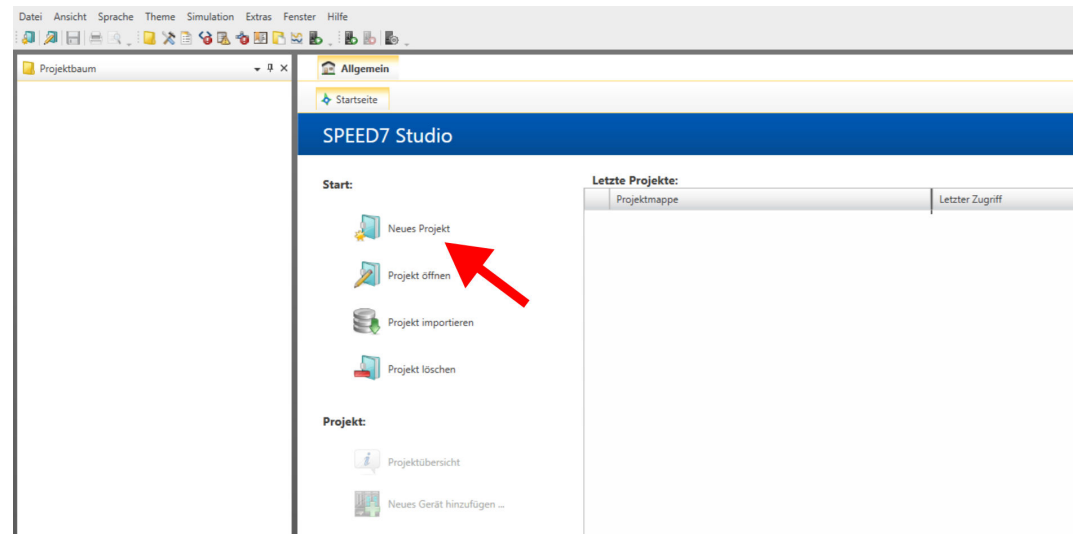 Datei Ansicht Sprache Theme Simulation Extras Fenster Hilfe
Projektbaum
Allgemein
Startseite
SPEED7 Studio
Start:
Neues Projekt
Projekt öffnen
Projekt importieren
Projekt löschen
Projekt:
Projektübersicht
Neues Gerät hinzufügen ...
Letzte Projekte:
Projektmappe Letzter Zugriff